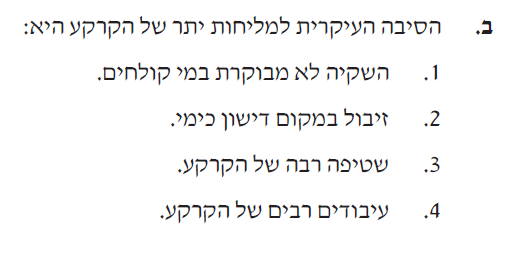 ב. הסיבה העיקרית למליחות יתר של הקרקע היא:
1. השקיה לא מבוקרת במי קולחים.
2. זיבול במקום דישון כימי.
3. שטיפה רבה של הקרקע.
4. עיבודים רבים של הקרקע.